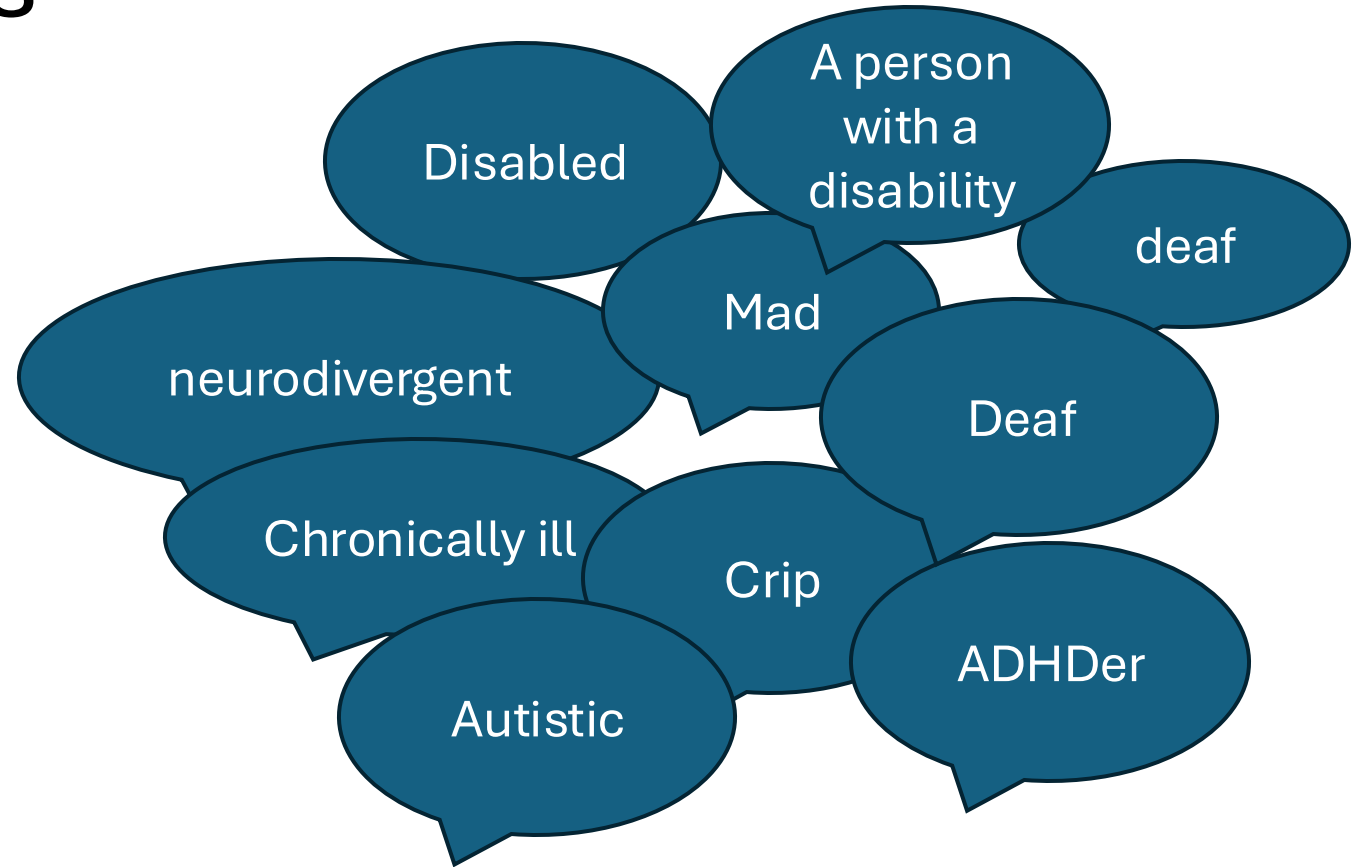 Disabled
A person
with a
disability
deaf
Mad
neurodivergent
Deaf
Chronically ill
Crip
ADHDer
Autistic